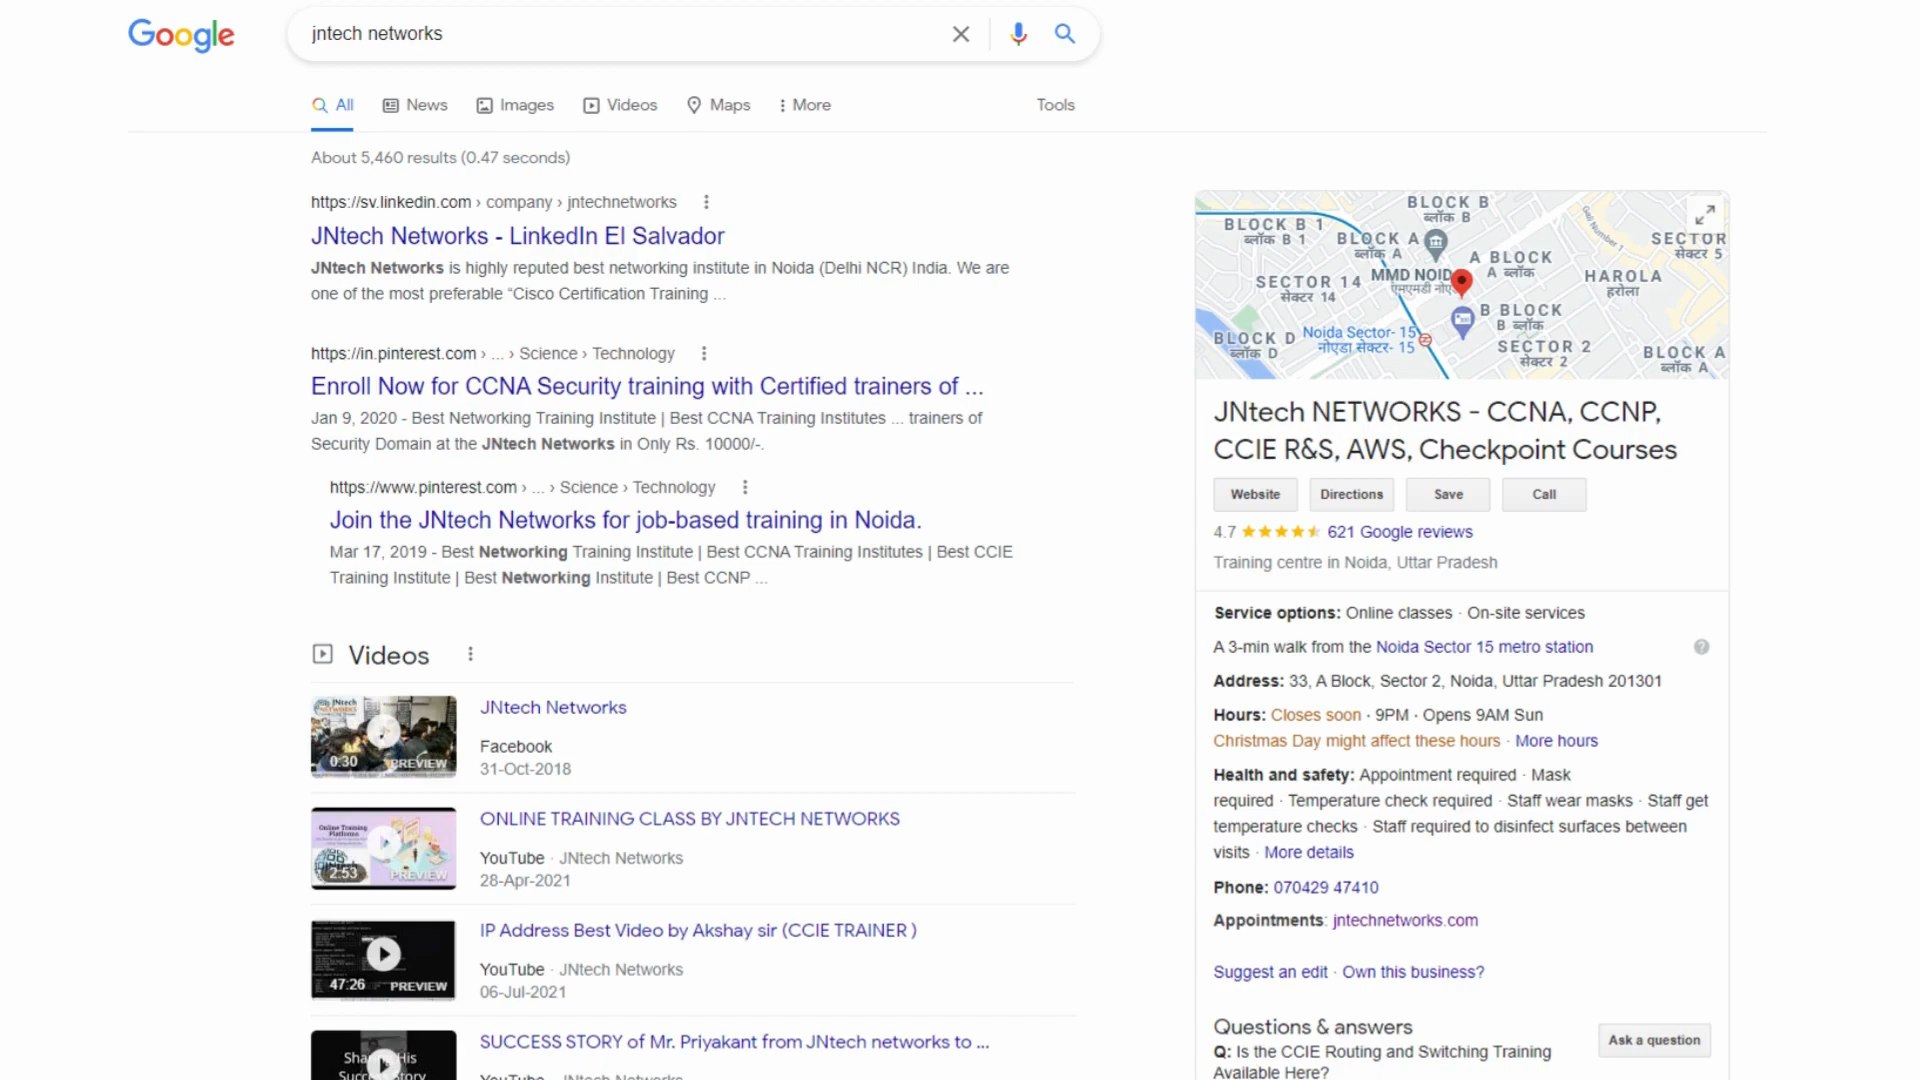 Google
jntech networks
All
News
Images
Videos
Maps
More
Tools
About 5,460 results (0.47 seconds)
https://sv.linkedin.com › company › jntechnetworks
JNtech Networks - LinkedIn El Salvador
JNtech Networks is highly reputed best networking institute in Noida (Delhi NCR) India. We are
one of the most preferable “Cisco Certification Training ...
https://in.pinterest.com › ... › Science › Technology
Enroll Now for CCNA Security training with Certified trainers of ...
Jan 9, 2020 - Best Networking Training Institute | Best CCNA Training Institutes ... trainers of
Security Domain at the JNtech Networks in Only Rs. 10000/-.
https://www.pinterest.com › ... › Science › Technology
Join the JNtech Networks for job-based training in Noida.
Mar 17, 2019 - Best Networking Training Institute | Best CCNA Training Institutes | Best CCIE
Training Institute | Best Networking Institute | Best CCNP ...
Videos
JNtech
NETWORKS
0:30
PREVIEW
JNtech Networks
Facebook
31-Oct-2018
Online Training
Platforms
2:53
PREVIEW
ONLINE TRAINING CLASS BY JNTECH NETWORKS
YouTube · JNtech Networks
28-Apr-2021
47:26
PREVIEW
IP Address Best Video by Akshay sir (CCIE TRAINER )
YouTube · JNtech Networks
06-Jul-2021
His
Story
SUCCESS STORY of Mr. Priyakant from JNtech networks to ...
YouTube · JNtech Networks
BLOCK B
ब्लॉक B
BLOCK B 1
ब्लॉक B 1
BLOCK A
ब्लॉक A
SECTOR
सेक्टर 5
A BLOCK
A ब्लॉक
MMD NOID
एमएमडी
SECTOR 14
सेक्टर 14
HAROLA
हरोला
Gali Number 1
B BLOCK
B ब्लॉक
BLOCK D
ब्लॉक D
Noida Sector- 15
नोएडा सेक्टर- 15
SECTOR 2
सेक्टर 2
BLOCK A
ब्लॉक A
JNtech NETWORKS - CCNA, CCNP,
CCIE R&S, AWS, Checkpoint Courses
Website
Directions
Save
Call
4.7
621 Google reviews
Training centre in Noida, Uttar Pradesh
Service options: Online classes · On-site services
A 3-min walk from the Noida Sector 15 metro station
Address: 33, A Block, Sector 2, Noida, Uttar Pradesh 201301
Hours: Closes soon · 9PM · Opens 9AM Sun
Christmas Day might affect these hours · More hours
Health and safety: Appointment required · Mask
required · Temperature check required · Staff wear masks · Staff get
temperature checks · Staff required to disinfect surfaces between
visits · More details
Phone: 070429 47410
Appointments: jntechnetworks.com
Suggest an edit · Own this business?
Questions & answers
Ask a question
Q: Is the CCIE Routing and Switching Training
Available Here?